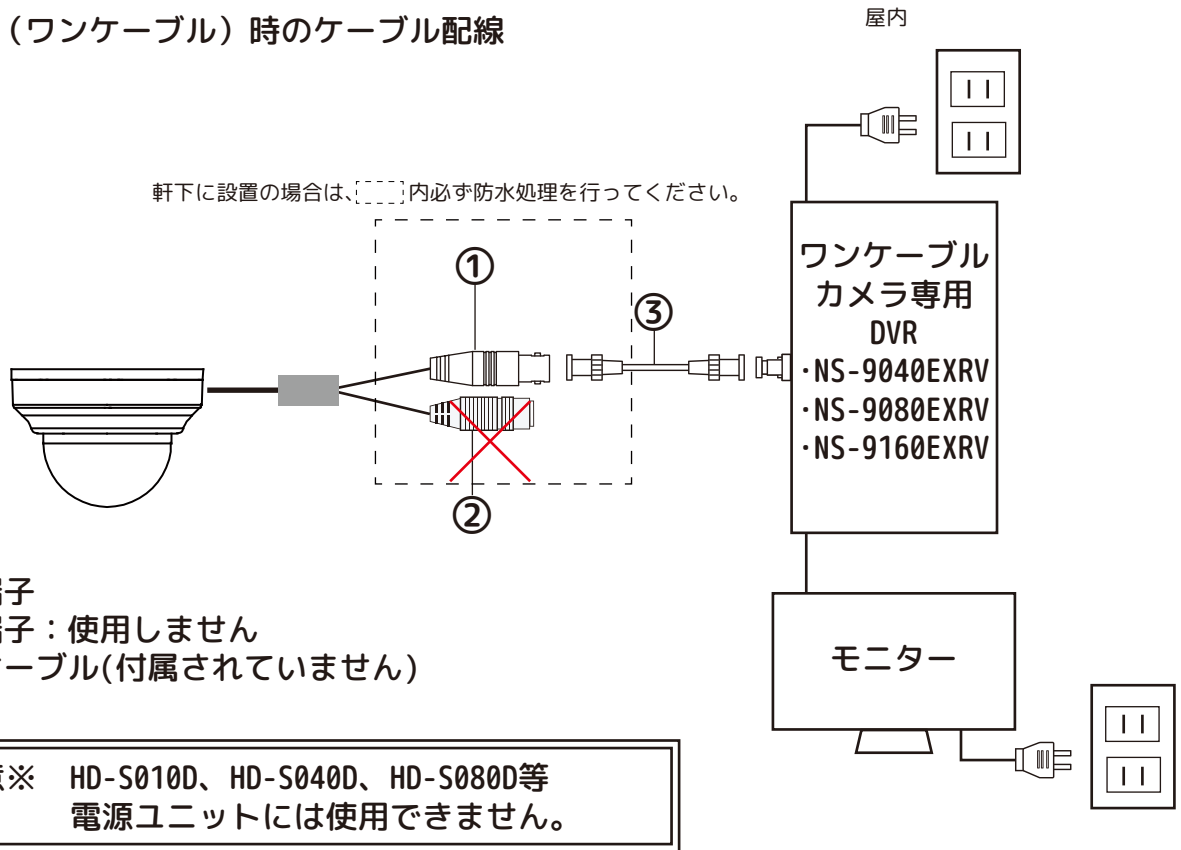 （ワンケーブル）時のケーブル配線
屋内
軒下に設置の場合は、 内必ず防水処理を行ってください。
①
③
②
ワンケーブル
カメラ専用
DVR
・NS-9040EXRV
・NS-9080EXRV
・NS-9160EXRV
端子
端子：使用しません
ケーブル(付属されていません)
モニター
意※ HD-S010D、HD-S040D、HD-S080D等
電源ユニットには使用できません。